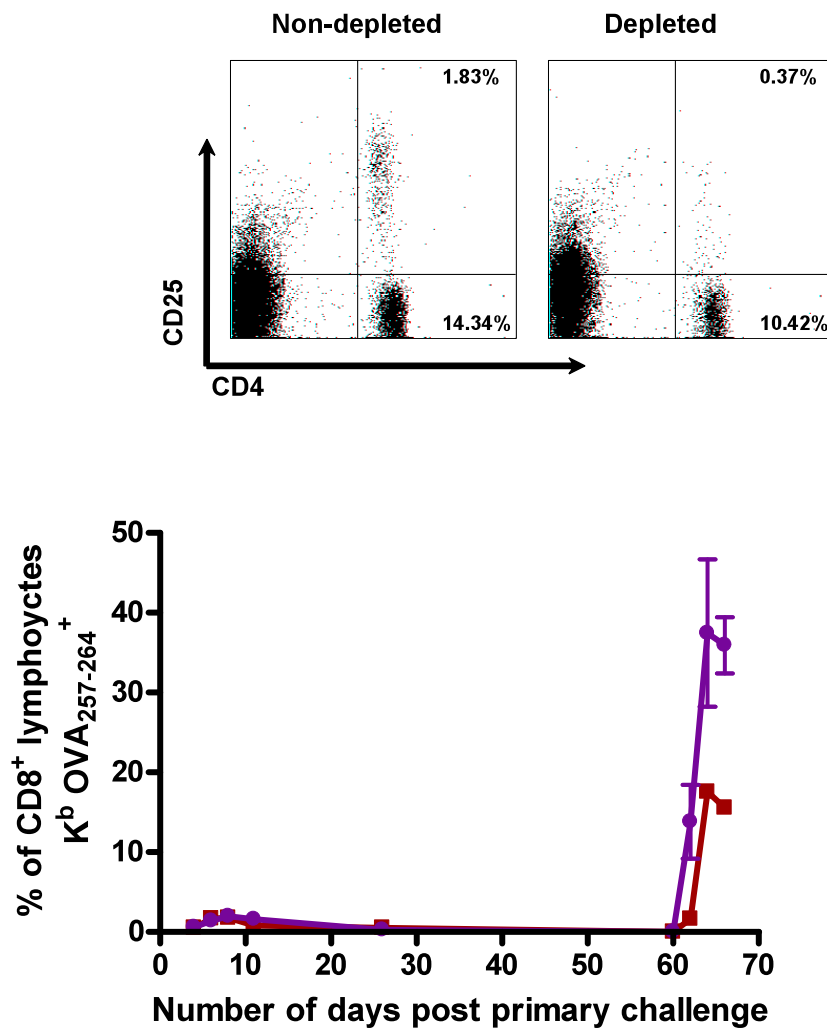 Non-depleted
Depleted
1.83%
0.37%
14.34%
10.42%
CD25
CD4
% of CD8+ lymphoyctes
Kb OVA257-264 +
50
40
30
20
10
0
0 10 20 30 40 50 60 70
Number of days post primary challenge